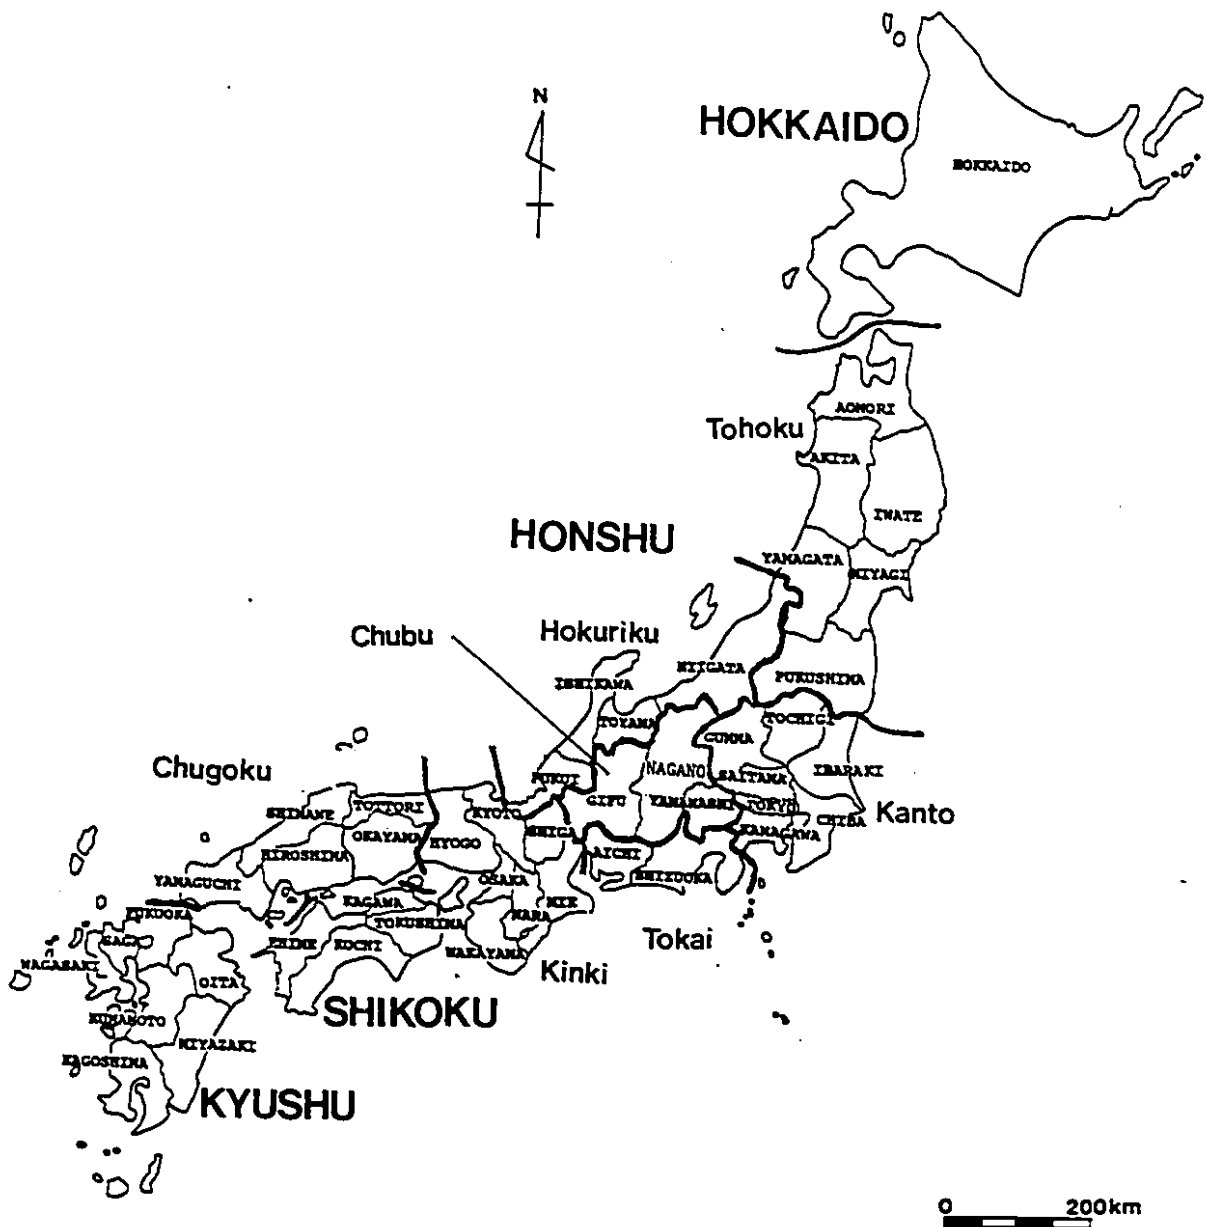 N
HOKKAIDO
HOKKAIDO
AOMORI
Tohoku
AKITA
IWATE
HONSHU
YAMAGATA
MIYAGI
Chubu
Hokuriku
NIIGATA
FUKUSHIMA
ISHIKAWA
TOYAMA
TOCHIGI
GUMMA
Chugoku
FUKUI
NAGANO
SAITAMA
IBARAKI
SHIMANE
TOTTORI
KYOTO
GIFU
YAMANASHI
TOKYO
CHIBA
Kanto
OKAYAMA
HYOGO
SHIGA
KANAGAWA
HIROSHIMA
AICHI
YAMAGUCHI
OSAKA
SHIZUOKA
KAGAWA
MIE
FUKUOKA
NARA
TOKUSHIMA
SAGA
EHIME
KOCHI
WAKAYAMA
Tokai
NAGASAKI
OITA
Kinki
SHIKOKU
KUMAMOTO
MIYAZAKI
KAGOSHIMA
KYUSHU
0 200km